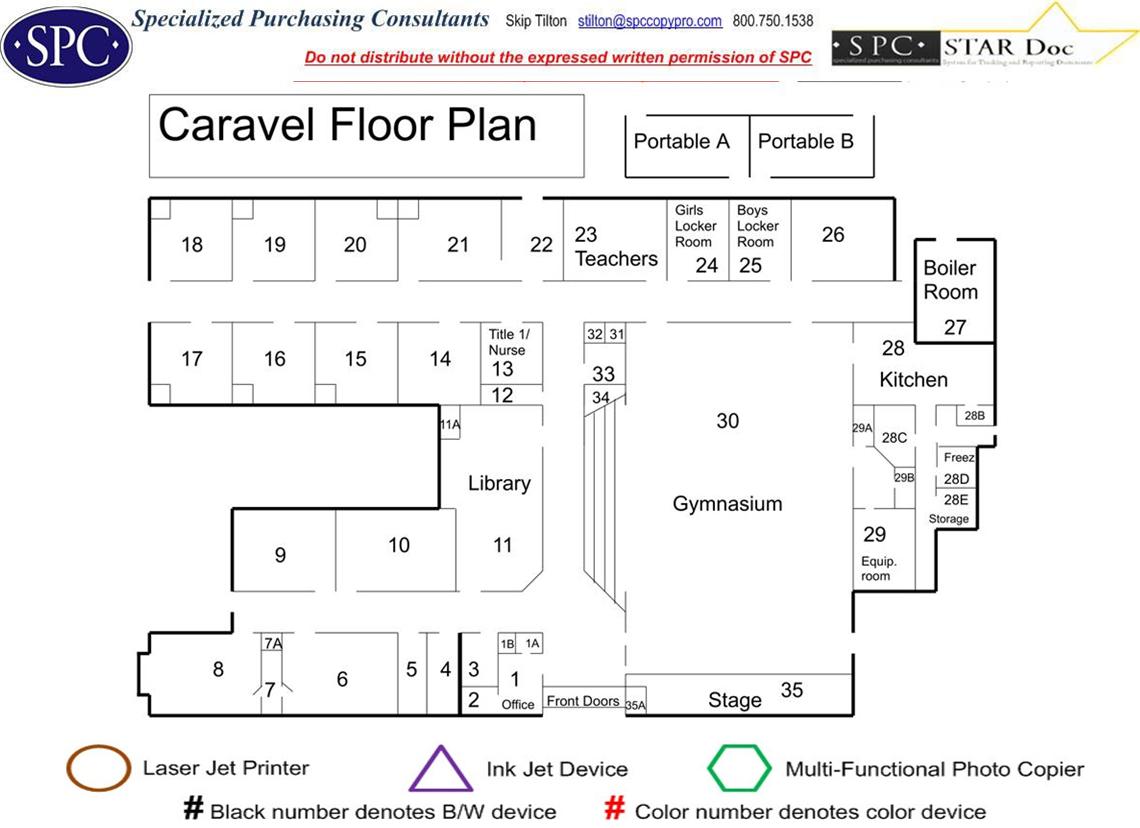 Specialized Purchasing Consultants Skip Tilton stilton@spccopypro.com 800.750.1538
·SPC·
Do not distribute without the expressed written permission of SPC
·SPC· STAR Doc
specialized purchasing consultants System for Tracking and Reporting Documents
Caravel Floor Plan
Portable A
Portable B
18
19
20
21
22
23
Teachers
Girls
Locker
Room
24
Boys
Locker
Room
25
26
Boiler
Room
27
17
16
15
14
Title 1/
Nurse
13
12
32 31
33
34
28
Kitchen
30
Gymnasium
11A
Library
11
29A
28C
28B
29B
Freez
28D
28E
Storage
29
Equip.
room
9
10
8
7A
7
6
5
4
3
2
1B
1A
1
Office
Front Doors
35A
Stage 35
Laser Jet Printer
Ink Jet Device
Multi-Functional Photo Copier
# Black number denotes B/W device
# Color number denotes color device